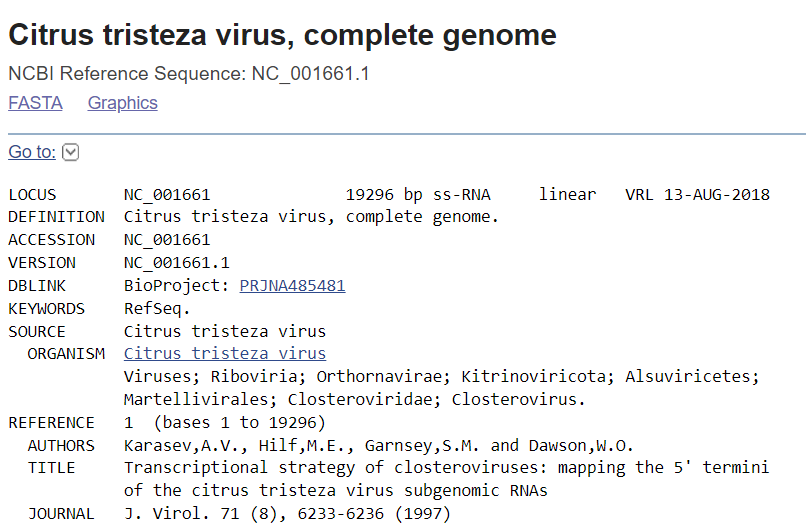 Citrus tristeza virus, complete genome
NCBI Reference Sequence: NC_001661.1
FASTA Graphics
Go to:
LOCUS NC_001661 19296 bp ss-RNA linear VRL 13-AUG-2018
DEFINITION Citrus tristeza virus, complete genome.
ACCESSION NC_001661
VERSION NC_001661.1
DBLINK BioProject: PRJNA485481
KEYWORDS RefSeq.
SOURCE Citrus tristeza virus
ORGANISM Citrus tristeza virus
Viruses; Riboviria; Orthornavirae; Kitrinoviricota; Alsuviricetes;
Martellivirales; Closteroviridae; Closterovirus.
REFERENCE 1 (bases 1 to 19296)
AUTHORS Karasev,A.V., Hilf,M.E., Garnsey,S.M. and Dawson,W.O.
TITLE Transcriptional strategy of closteroviruses: mapping the 5' termini
of the citrus tristeza virus subgenomic RNAs
JOURNAL J. Virol. 71 (8), 6233-6236 (1997)